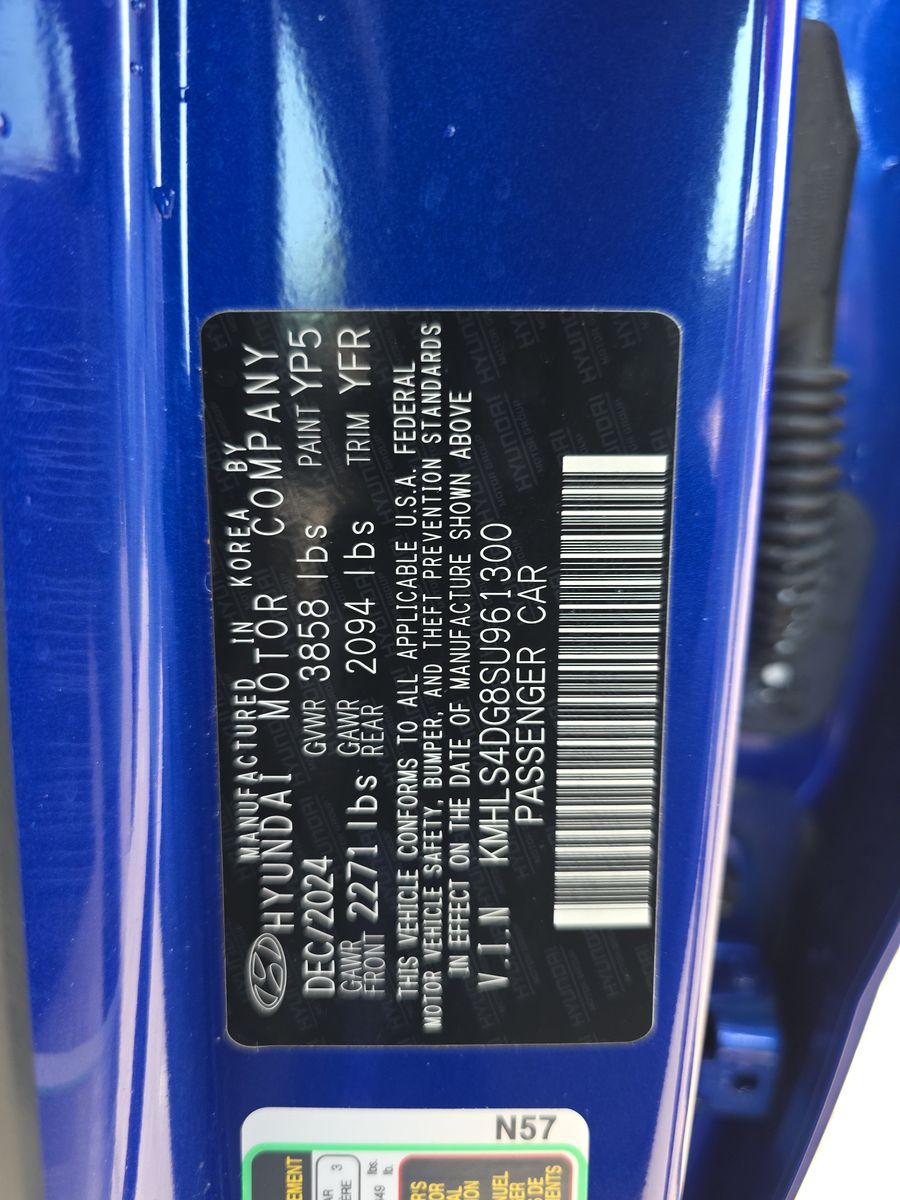 MANUFACTURED IN KOREA BY
HYUNDAI MOTOR COMPANY
DEC/2024 GVWR 3858 lbs PAINT YP5
GAWR FRONT 2271 lbs GAWR REAR 2094 lbs TRIM YFR
THIS VEHICLE CONFORMS TO ALL APPLICABLE U.S.A. FEDERAL
MOTOR VEHICLE SAFETY, BUMPER, AND THEFT PREVENTION STANDARDS
IN EFFECT ON THE DATE OF MANUFACTURE SHOWN ABOVE
V.I.N KMHLS4DG8SU961300
PASSENGER CAR
N57